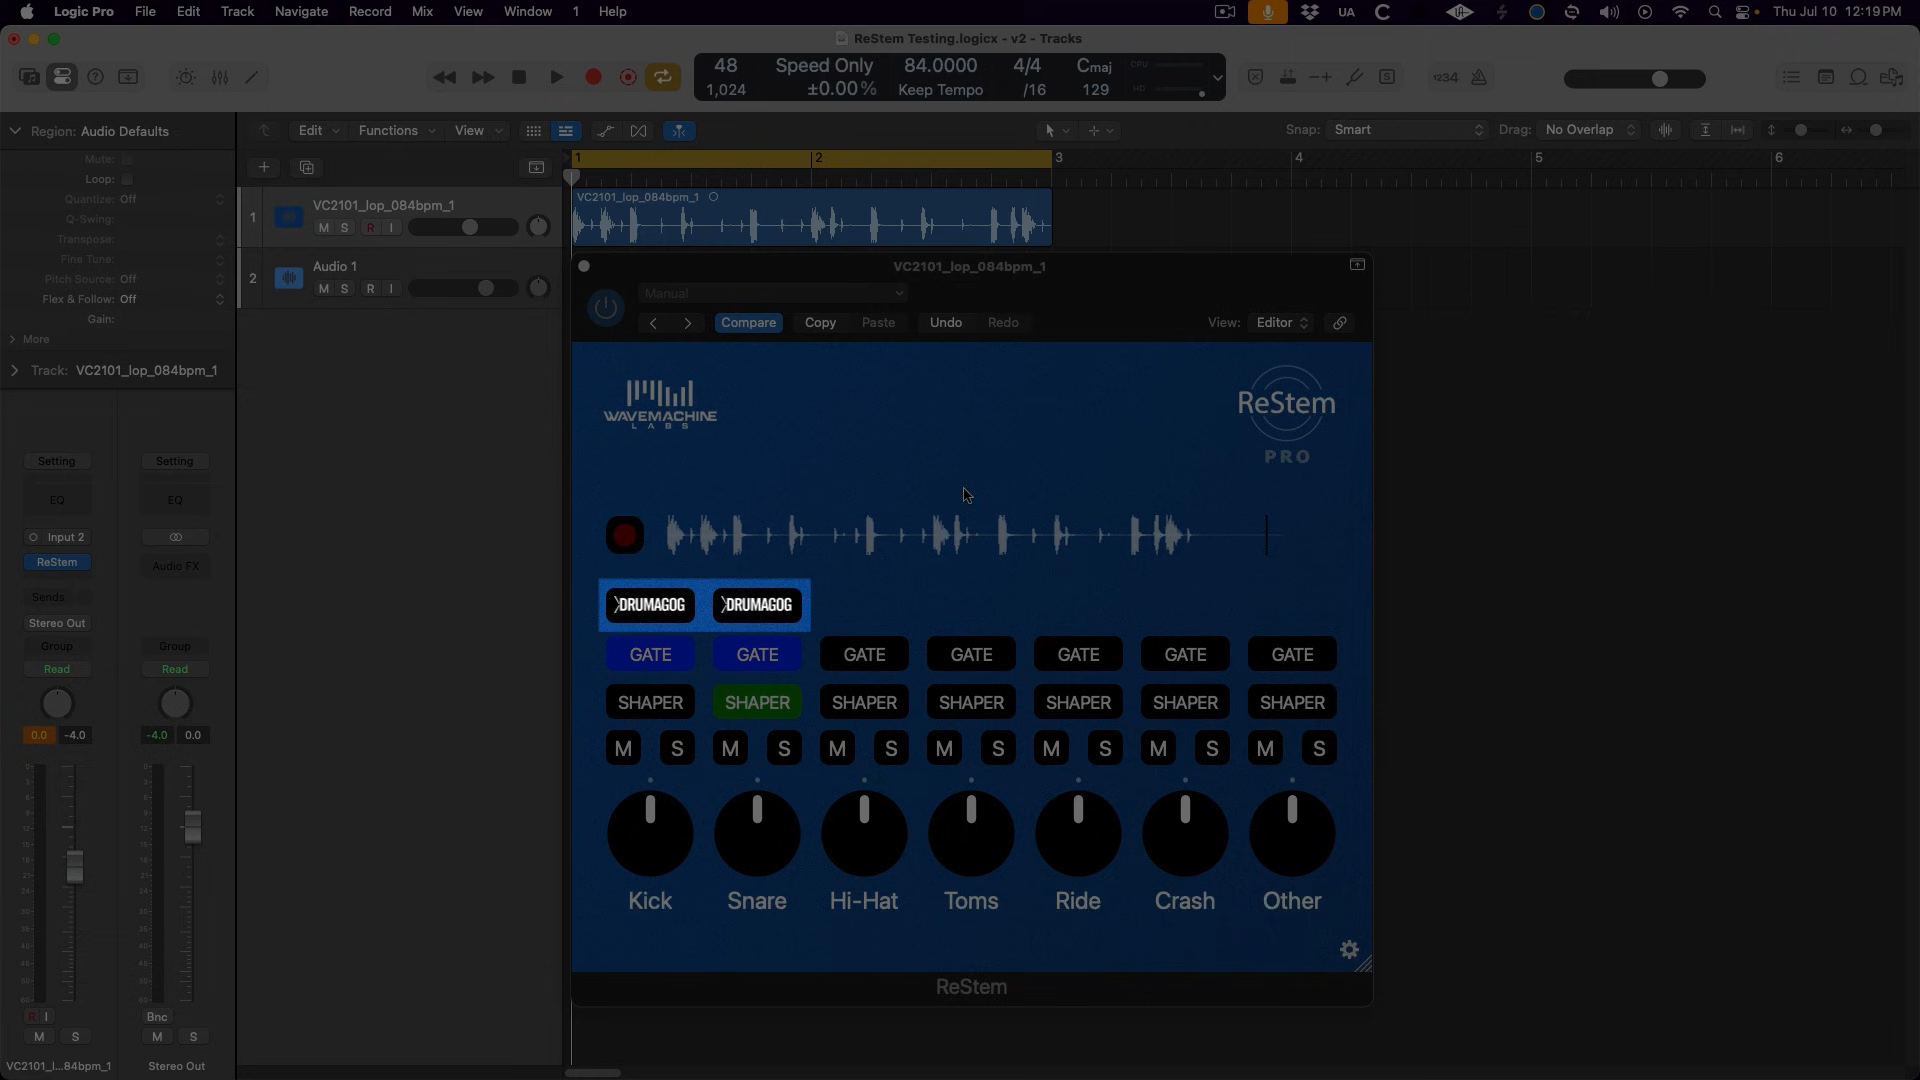 Logic Pro File Edit Track Navigate Record Mix View Window 1 Help
UA Thu Jul 10 12:19 PM
ReStem Testing.logicx - v2 - Tracks
48 Speed Only 84.0000 4/4 Cmaj CPU
1,024 ±0.00% Keep Tempo /16 129 HD
1234
Region: Audio Defaults
Edit Functions View
Snap: Smart Drag: No Overlap
Mute:
Loop:
Quantize: Off
Q-Swing:
Transpose:
Fine Tune:
Pitch Source: Off
Flex & Follow: Off
Gain:
More
Track: VC2101_lop_084bpm_1
1 2 3 4 5 6
1 VC2101_lop_084bpm_1
M S R I
2 Audio 1
M S R I
VC2101_lop_084bpm_1
VC2101_lop_084bpm_1
Manual
Compare Copy Paste Undo Redo View: Editor
WAVEMACHINE
LABS
ReStem
PRO
DRUMAGOG DRUMAGOG
GATE GATE GATE GATE GATE GATE GATE
SHAPER SHAPER SHAPER SHAPER SHAPER SHAPER SHAPER
M S M S M S M S M S M S M S
Kick Snare Hi-Hat Toms Ride Crash Other
ReStem
Setting Setting
EQ EQ
Input 2
ReStem Audio FX
Sends
Stereo Out
Group Group
Read Read
0.0 -4.0 -4.0 0.0
R I Bnc
M S M S
VC2101_l...84bpm_1 Stereo Out